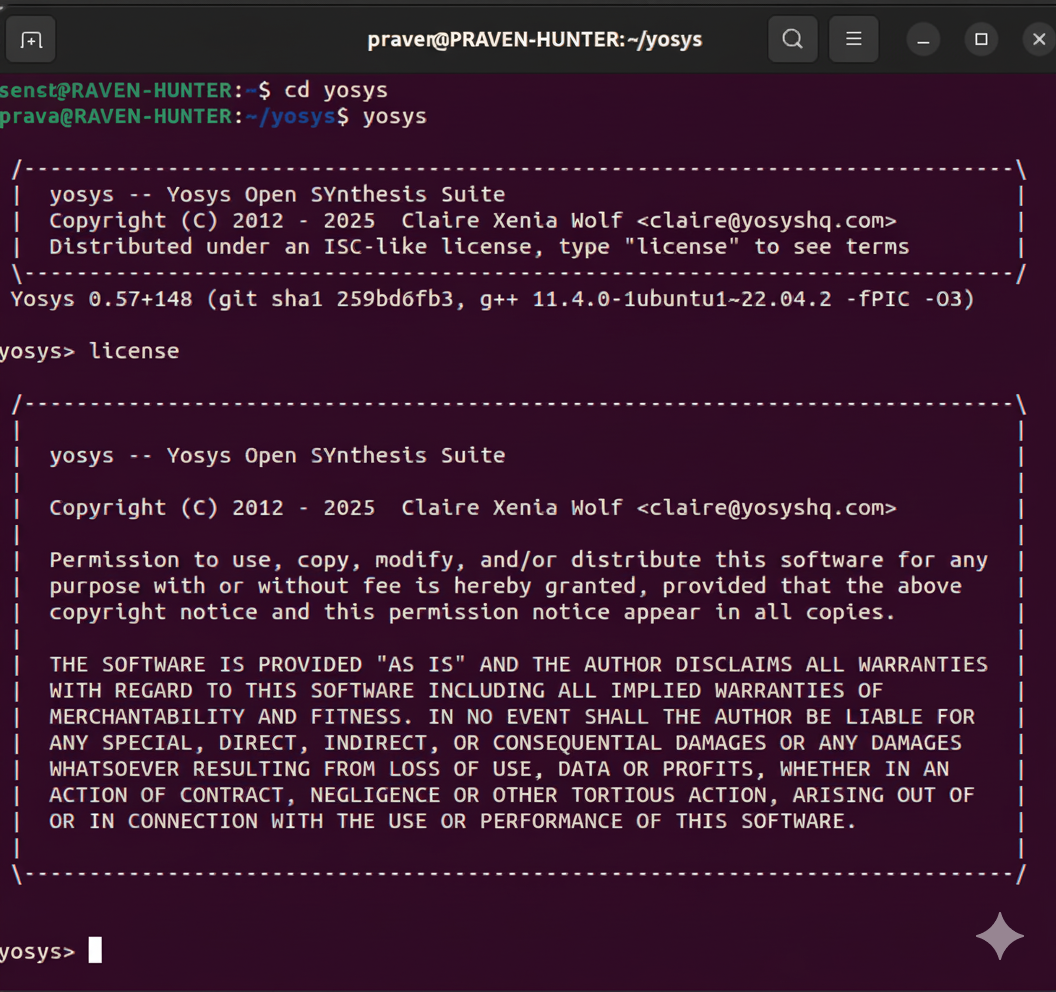 praver@PRAVEN-HUNTER:~/yosys
senst@RAVEN-HUNTER:~$ cd yosys
prava@RAVEN-HUNTER:~/yosys$ yosys
/----------------------------------------------------------------------------\
| yosys -- Yosys Open SYnthesis Suite |
| Copyright (C) 2012 - 2025 Claire Xenia Wolf <claire@yosyshq.com> |
| Distributed under an ISC-like license, type "license" to see terms |
\----------------------------------------------------------------------------/
Yosys 0.57+148 (git sha1 259bd6fb3, g++ 11.4.0-1ubuntu1~22.04.2 -fPIC -O3)
yosys> license
/----------------------------------------------------------------------------\
| |
| yosys -- Yosys Open SYnthesis Suite |
| |
| Copyright (C) 2012 - 2025 Claire Xenia Wolf <claire@yosyshq.com> |
| |
| Permission to use, copy, modify, and/or distribute this software for any |
| purpose with or without fee is hereby granted, provided that the above |
| copyright notice and this permission notice appear in all copies. |
| |
| THE SOFTWARE IS PROVIDED "AS IS" AND THE AUTHOR DISCLAIMS ALL WARRANTIES |
| WITH REGARD TO THIS SOFTWARE INCLUDING ALL IMPLIED WARRANTIES OF |
| MERCHANTABILITY AND FITNESS. IN NO EVENT SHALL THE AUTHOR BE LIABLE FOR |
| ANY SPECIAL, DIRECT, INDIRECT, OR CONSEQUENTIAL DAMAGES OR ANY DAMAGES |
| WHATSOEVER RESULTING FROM LOSS OF USE, DATA OR PROFITS, WHETHER IN AN |
| ACTION OF CONTRACT, NEGLIGENCE OR OTHER TORTIOUS ACTION, ARISING OUT OF |
| OR IN CONNECTION WITH THE USE OR PERFORMANCE OF THIS SOFTWARE. |
| |
\----------------------------------------------------------------------------/
yosys>